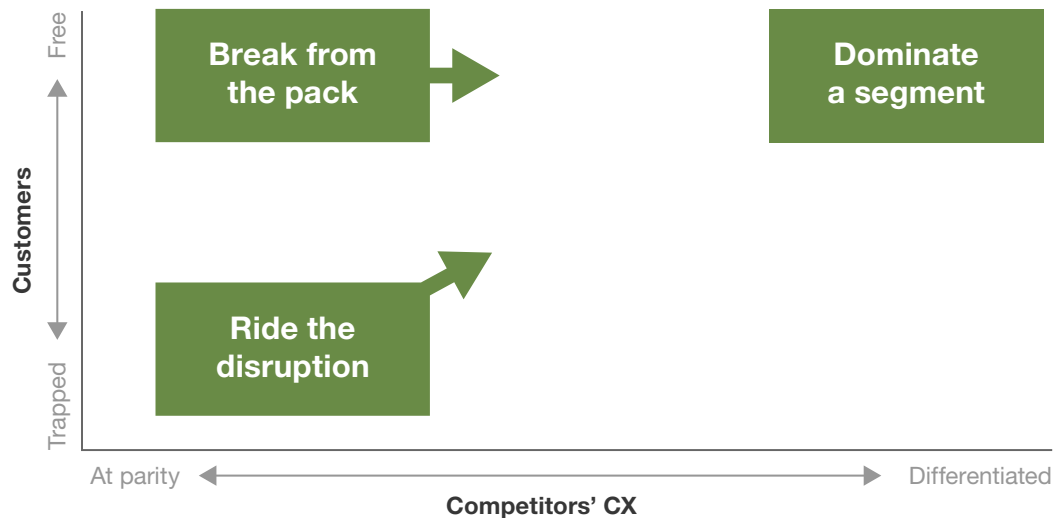 Free
Customers
Trapped
Break from
the pack
Dominate
a segment
Ride the
disruption
At parity
Differentiated
Competitors’ CX